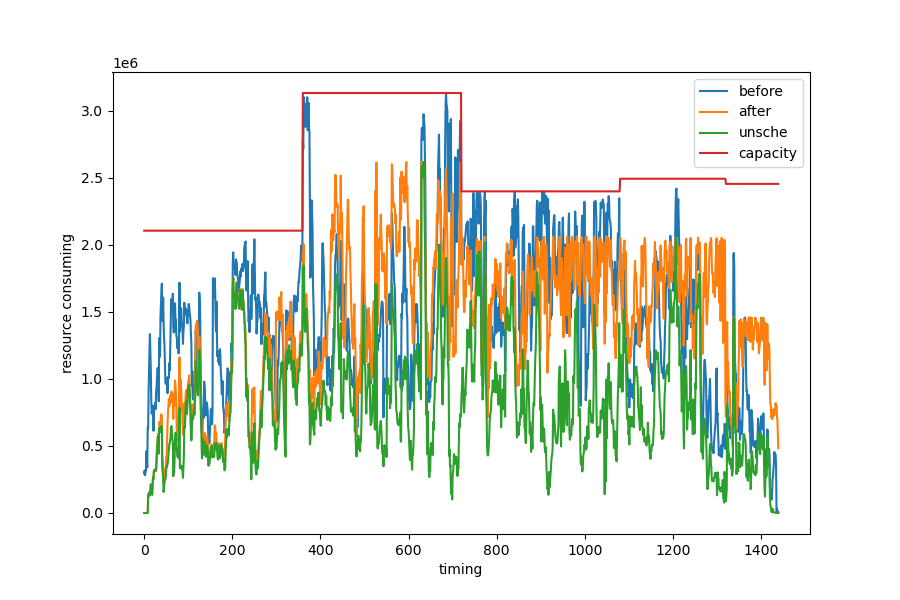 1e6
before
after
unsche
capacity
3.0
2.5
2.0
1.5
1.0
0.5
0.0
resource consuming
0 200 400 600 800 1000 1200 1400
timing